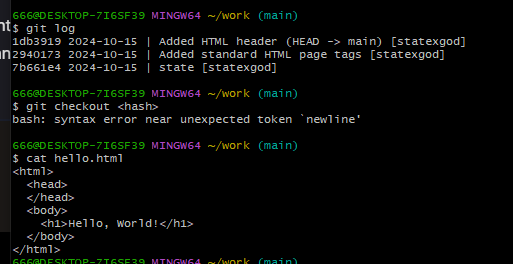 666@DESKTOP-7I6SF39 MINGW64 ~/work (main)
$ git log
1db3919 2024-10-15 | Added HTML header (HEAD -> main) [statexgod]
2940173 2024-10-15 | Added standard HTML page tags [statexgod]
7b661e4 2024-10-15 | state [statexgod]
666@DESKTOP-7I6SF39 MINGW64 ~/work (main)
$ git checkout <hash>
bash: syntax error near unexpected token `newline'
666@DESKTOP-7I6SF39 MINGW64 ~/work (main)
$ cat hello.html
<html>
  <head>
  </head>
  <body>
    <h1>Hello, World!</h1>
  </body>
</html>
666@DESKTOP-7I6SF39 MINGW64 ~/work (main)